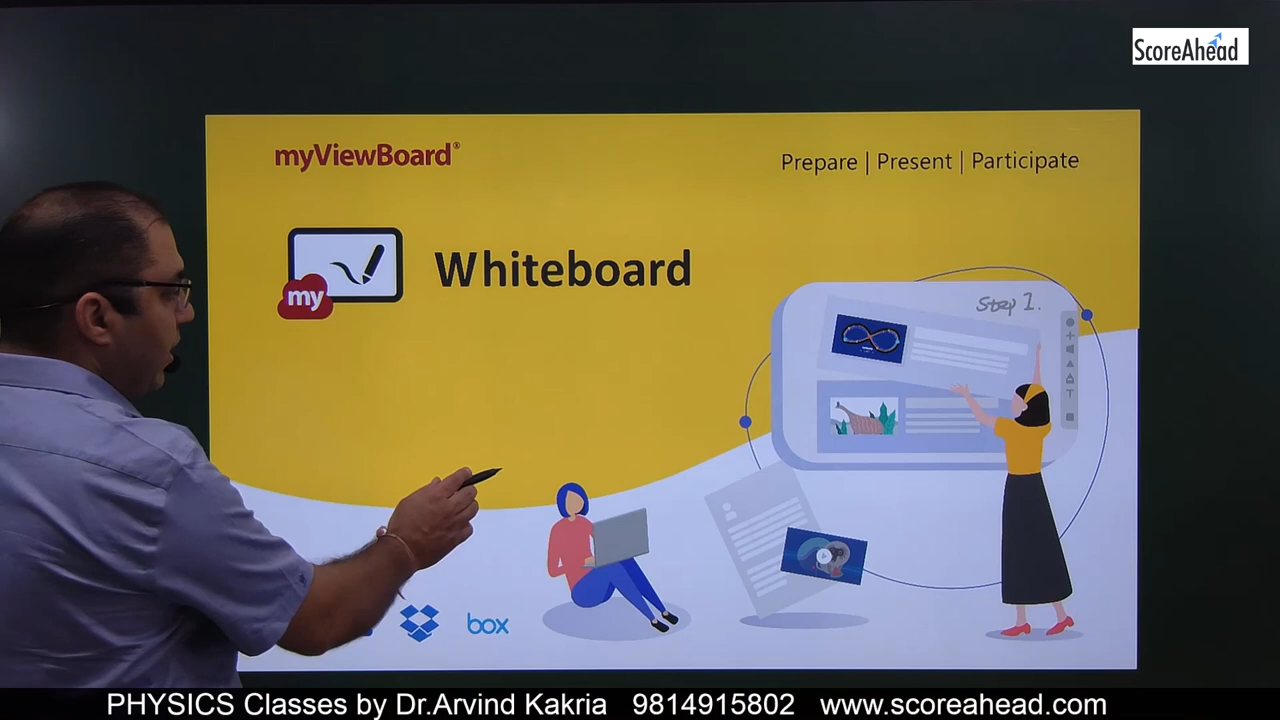 ScoreAhead
myViewBoard®
Prepare | Present | Participate
Whiteboard
my
Step 1.
box
PHYSICS Classes by Dr.Arvind Kakria 9814915802 www.scoreahead.com